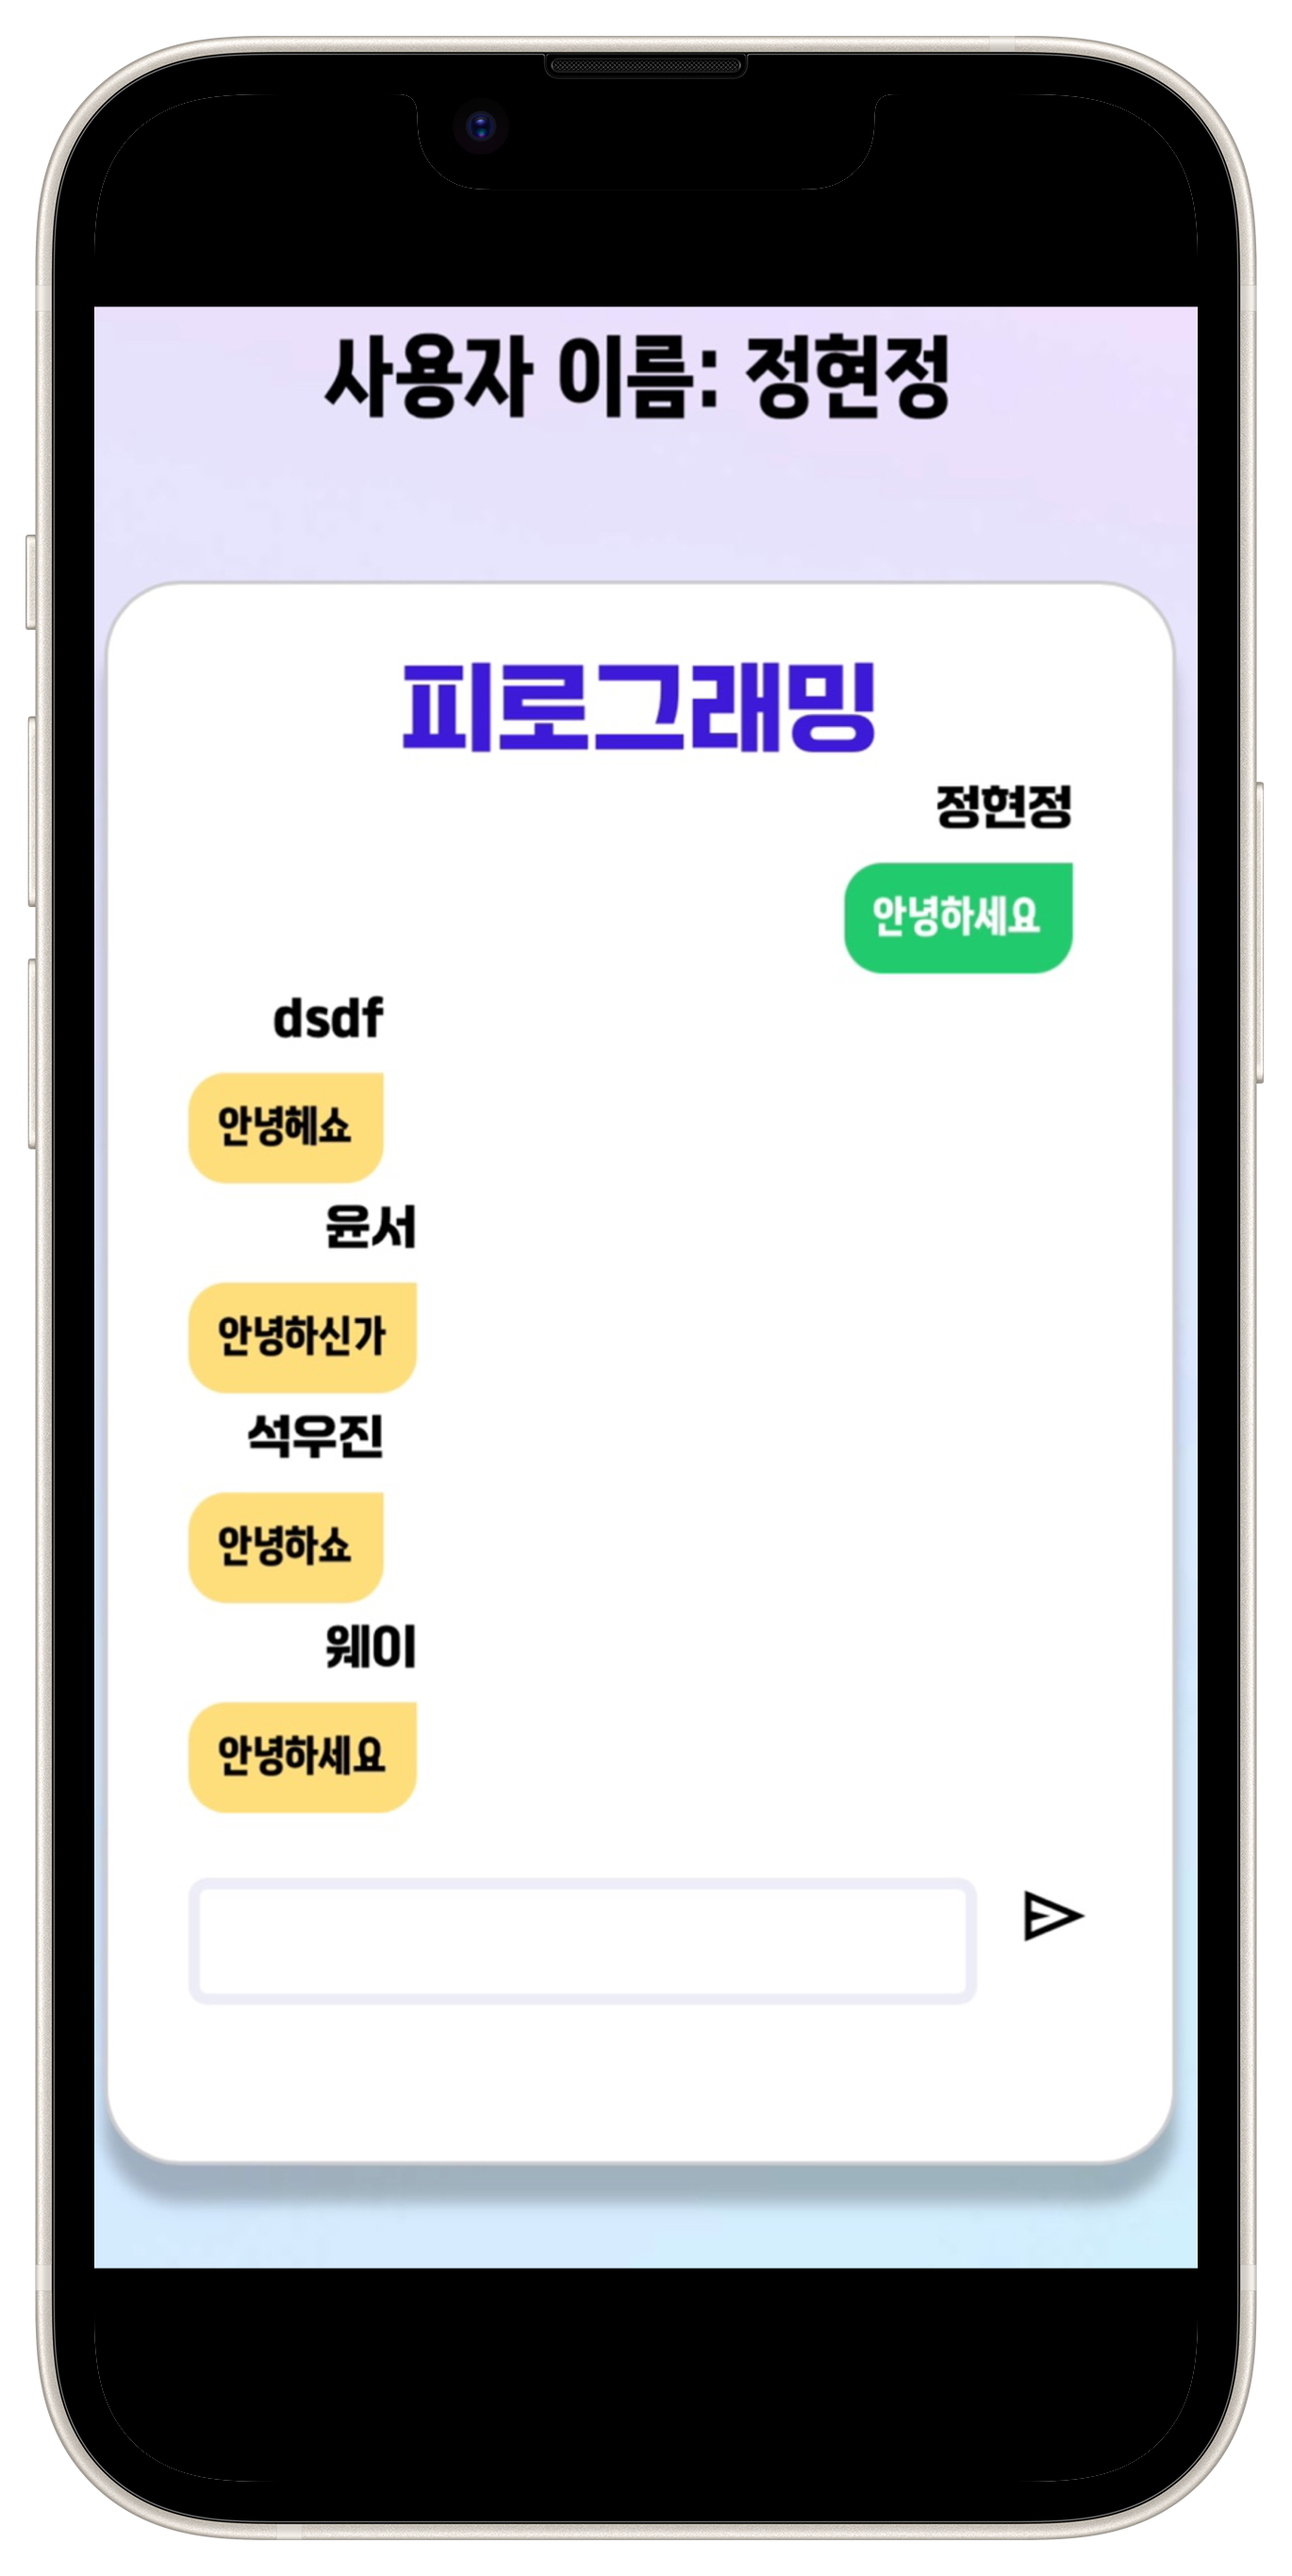 사용자 이름: 정현정
피로그래밍
정현정
안녕하세요
dsdf
안녕헤쇼
윤서
안녕하신가
석우진
안녕하쇼
웨이
안녕하세요